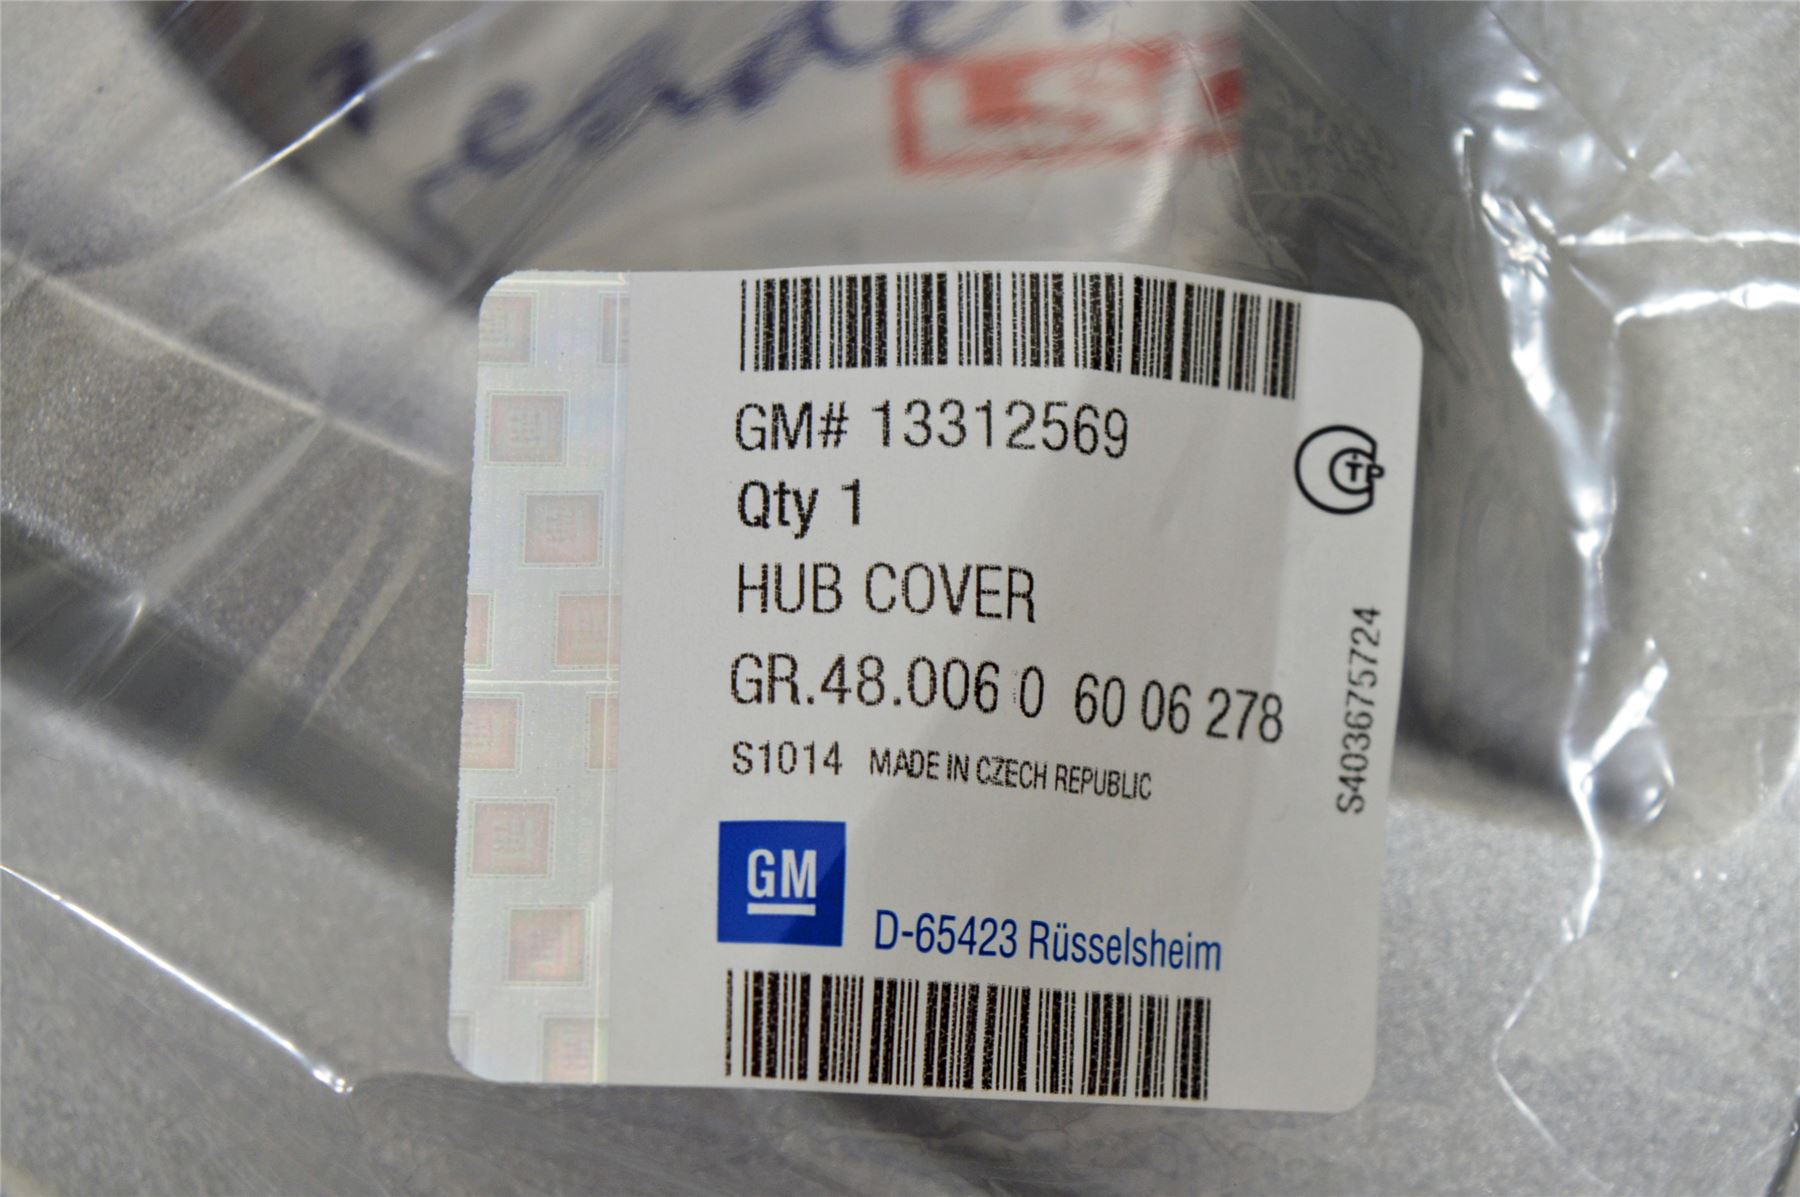 LS
GM# 13312569
Qty 1
HUB COVER
GR.48.006 0 60 06 278
S1014 MADE IN CZECH REPUBLIC
GM
D-65423 Rüsselsheim
S403675724